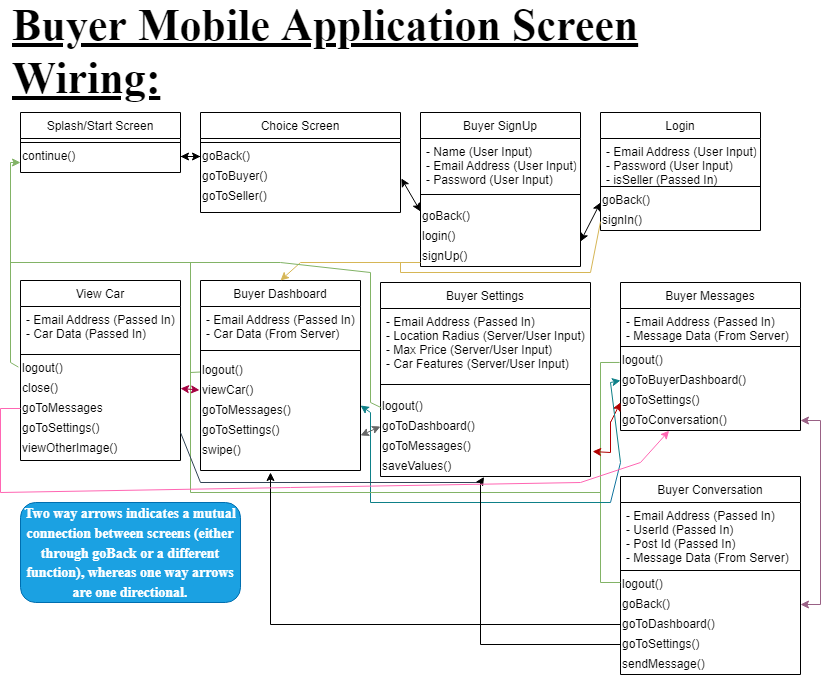 Buyer Mobile Application Screen
Wiring:
Splash/Start Screen
continue()
Choice Screen
goBack()
goToBuyer()
goToSeller()
Buyer SignUp
- Name (User Input)
- Email Address (User Input)
- Password (User Input)
goBack()
login()
signUp()
Login
- Email Address (User Input)
- Password (User Input)
- isSeller (Passed In)
goBack()
signIn()
View Car
- Email Address (Passed In)
- Car Data (Passed In)
logout()
close()
goToMessages
goToSettings()
viewOtherImage()
Buyer Dashboard
- Email Address (Passed In)
- Car Data (From Server)
logout()
viewCar()
goToMessages()
goToSettings()
swipe()
Buyer Settings
- Email Address (Passed In)
- Location Radius (Server/User Input)
- Max Price (Server/User Input)
- Car Features (Server/User Input)
logout()
goToDashboard()
goToMessages()
saveValues()
Buyer Messages
- Email Address (Passed In)
- Message Data (From Server)
logout()
goToBuyerDashboard()
goToSettings()
goToConversation()
Buyer Conversation
- Email Address (Passed In)
- UserId (Passed In)
- Post Id (Passed In)
- Message Data (From Server)
logout()
goBack()
goToDashboard()
goToSettings()
sendMessage()
Two way arrows indicates a mutual
connection between screens (either
through goBack or a different
function), whereas one way arrows
are one directional.